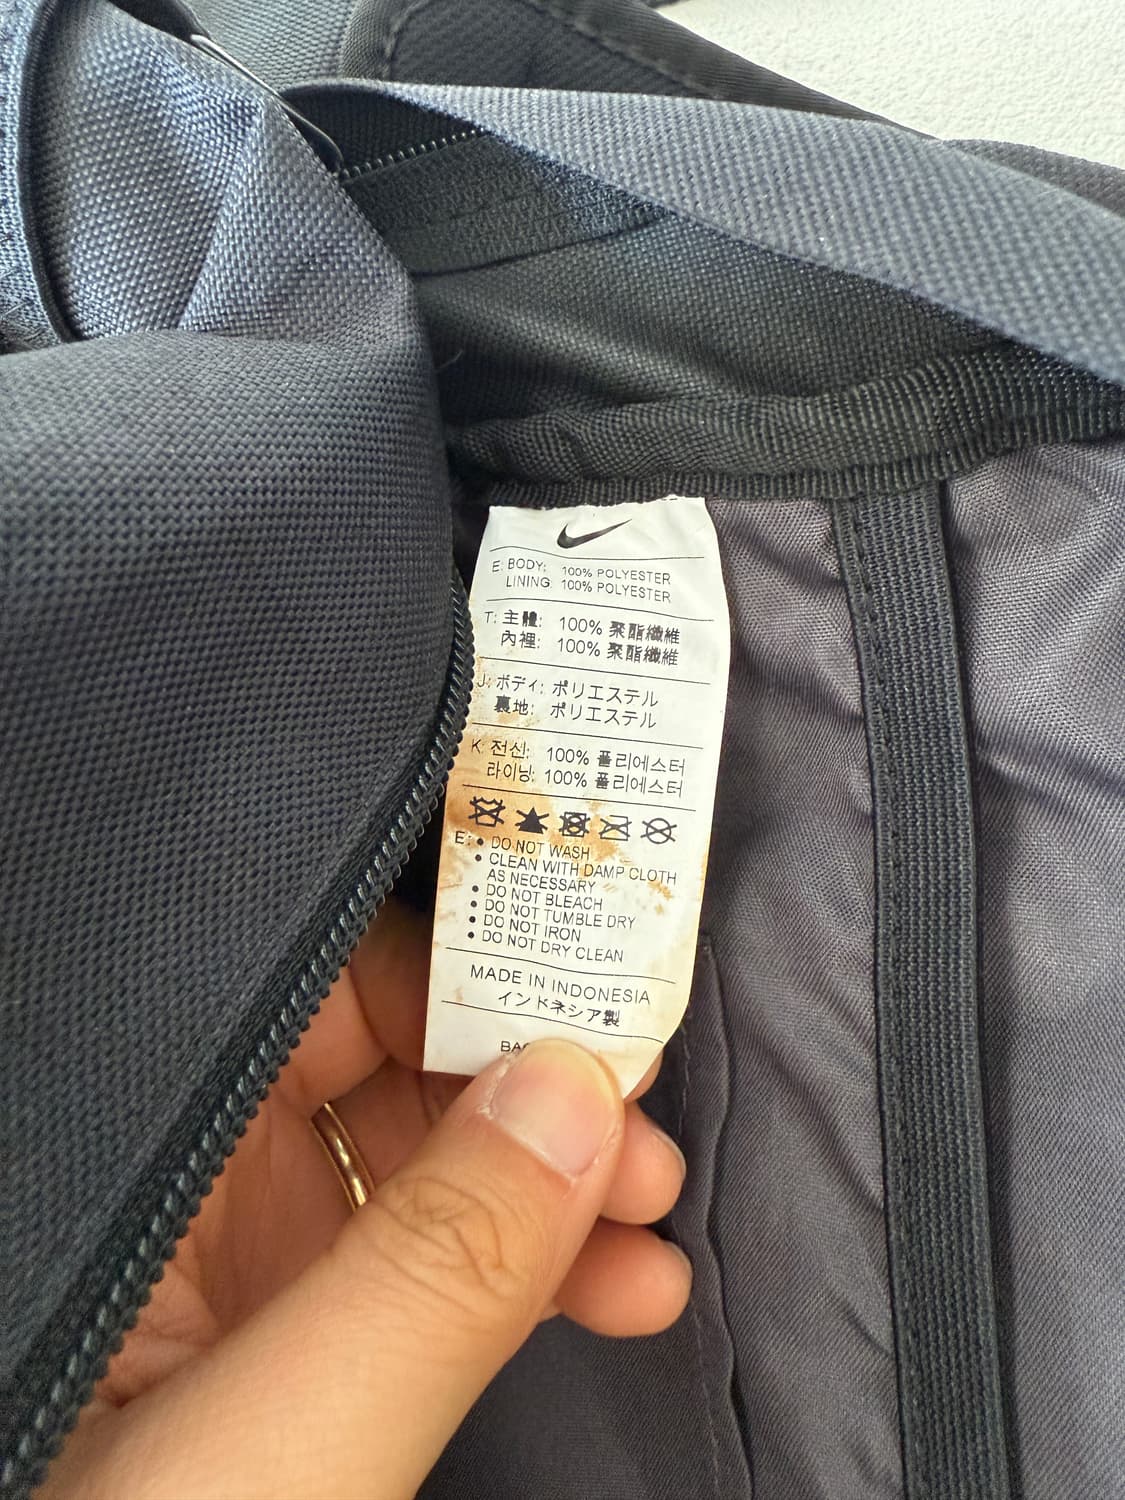 E: BODY: 100% POLYESTER
LINING: 100% POLYESTER
T: 主體: 100% 聚酯纖維
內裡: 100% 聚酯纖維
J: ボディ: ポリエステル
裏地: ポリエステル
K: 전신: 100% 폴리에스터
라이닝: 100% 폴리에스터
E: • DO NOT WASH
• CLEAN WITH DAMP CLOTH
AS NECESSARY
• DO NOT BLEACH
• DO NOT TUMBLE DRY
• DO NOT IRON
• DO NOT DRY CLEAN
MADE IN INDONESIA
インドネシア製